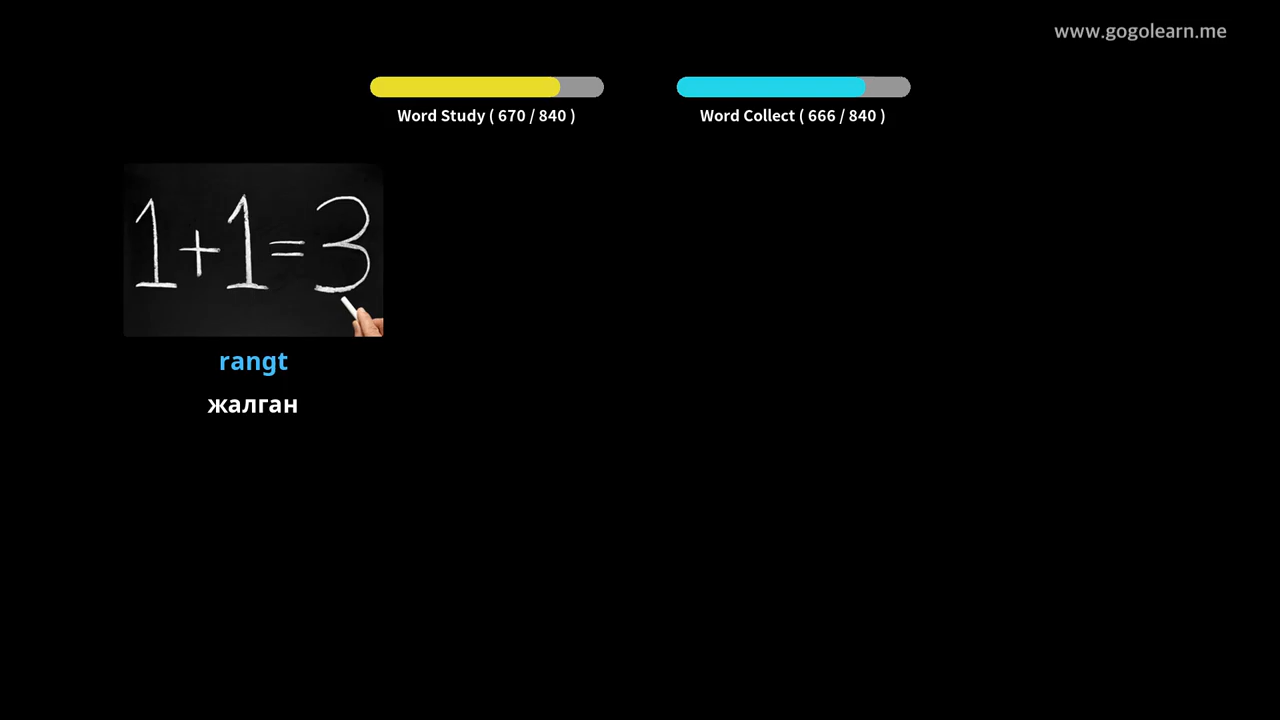 www.gogolearn.me
Word Study ( 670 / 840 )
Word Collect ( 666 / 840 )
1+1=3
rangt
жалган